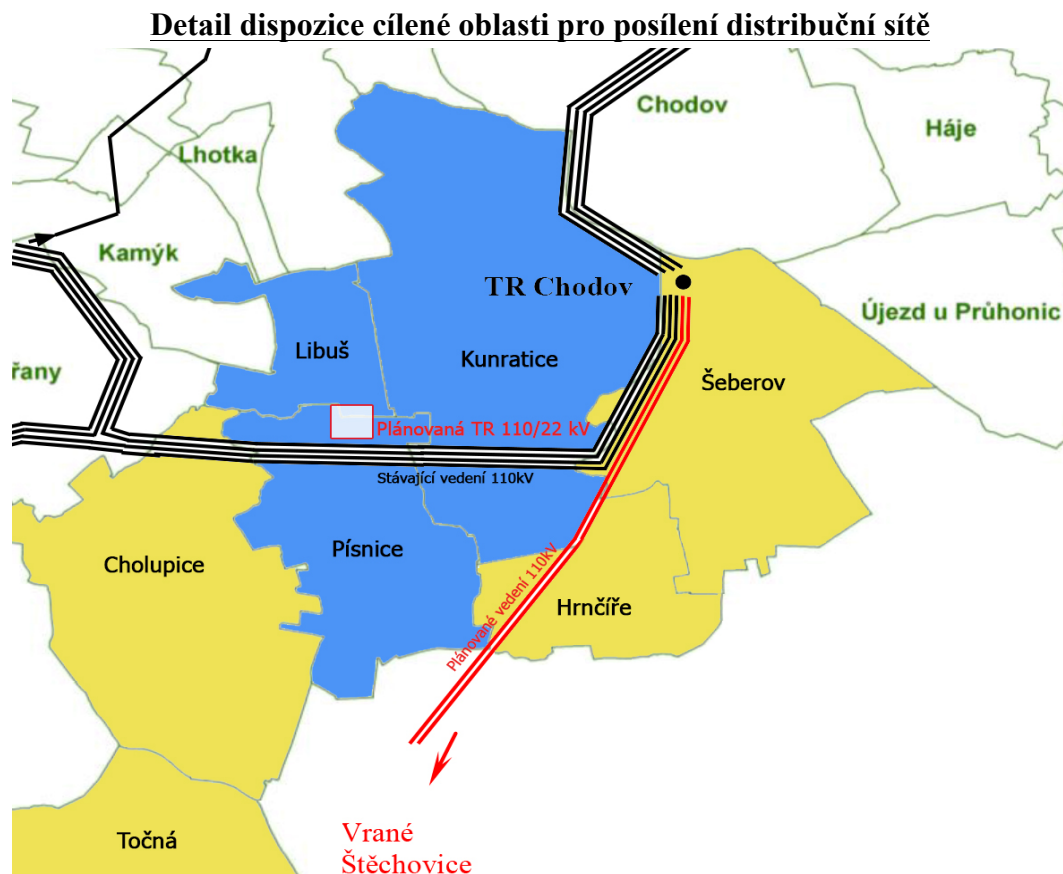 Detail dispozice cílené oblasti pro posílení distribuční sítě
Chodov
Háje
Lhotka
Kamýk
TR Chodov
Újezd u Průhonic
Libuš
Kunratice
řany
Šeberov
Plánovaná TR 110/22 kV
Stávající vedení 110kV
Písnice
Cholupice
Plánované vedení 110kV
Hrnčíře
Točná
Vrané
Štěchovice